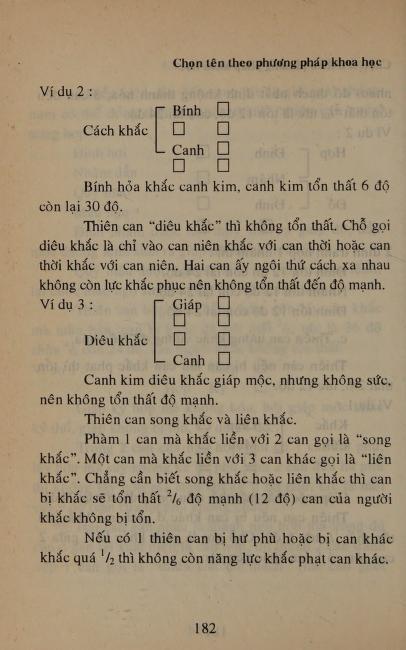 Chọn tên theo phương pháp khoa học
Ví dụ 2 :
Bính □
Cách khắc □ □
Canh □
□ □
Bính hỏa khắc canh kim, canh kim tổn thất 6 độ
còn lại 30 độ.
Thiên can “diêu khắc” thì không tổn thất. Chỗ gọi
diêu khắc là chỉ vào can niên khắc với can thời hoặc can
thời khắc với can niên. Hai can ấy ngôi thứ cách xa nhau
không còn lực khắc phục nên không tổn thất đến độ mạnh.
Ví dụ 3 :
Giáp □
□ □
Diêu khắc □ □
Canh □
Canh kim diêu khắc giáp mộc, nhưng không sức,
nên không tổn thất độ mạnh.
Thiên can song khắc và liên khắc.
Phàm 1 can mà khắc liền với 2 can gọi là “song
khắc”. Một can mà khắc liền với 3 can khác gọi là “liên
khắc”. Chẳng cần biết song khắc hoặc liên khắc thì can
bị khắc sẽ tổn thất 2/6 độ mạnh (12 độ) can của người
khắc không bị tổn.
Nếu có 1 thiên can bị hư phù hoặc bị can khác
khắc quá 1/2 thì không còn năng lực khắc phạt can khác.
182